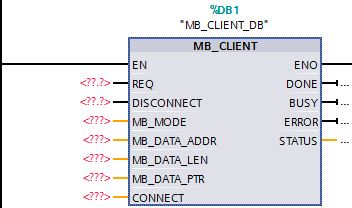 %DB1
"MB_CLIENT_DB"
MB_CLIENT
EN ENO
<??.?> REQ DONE ...
<??.?> DISCONNECT BUSY ...
<???> MB_MODE ERROR ...
<???> MB_DATA_ADDR STATUS ...
<???> MB_DATA_LEN
<???> MB_DATA_PTR
<???> CONNECT